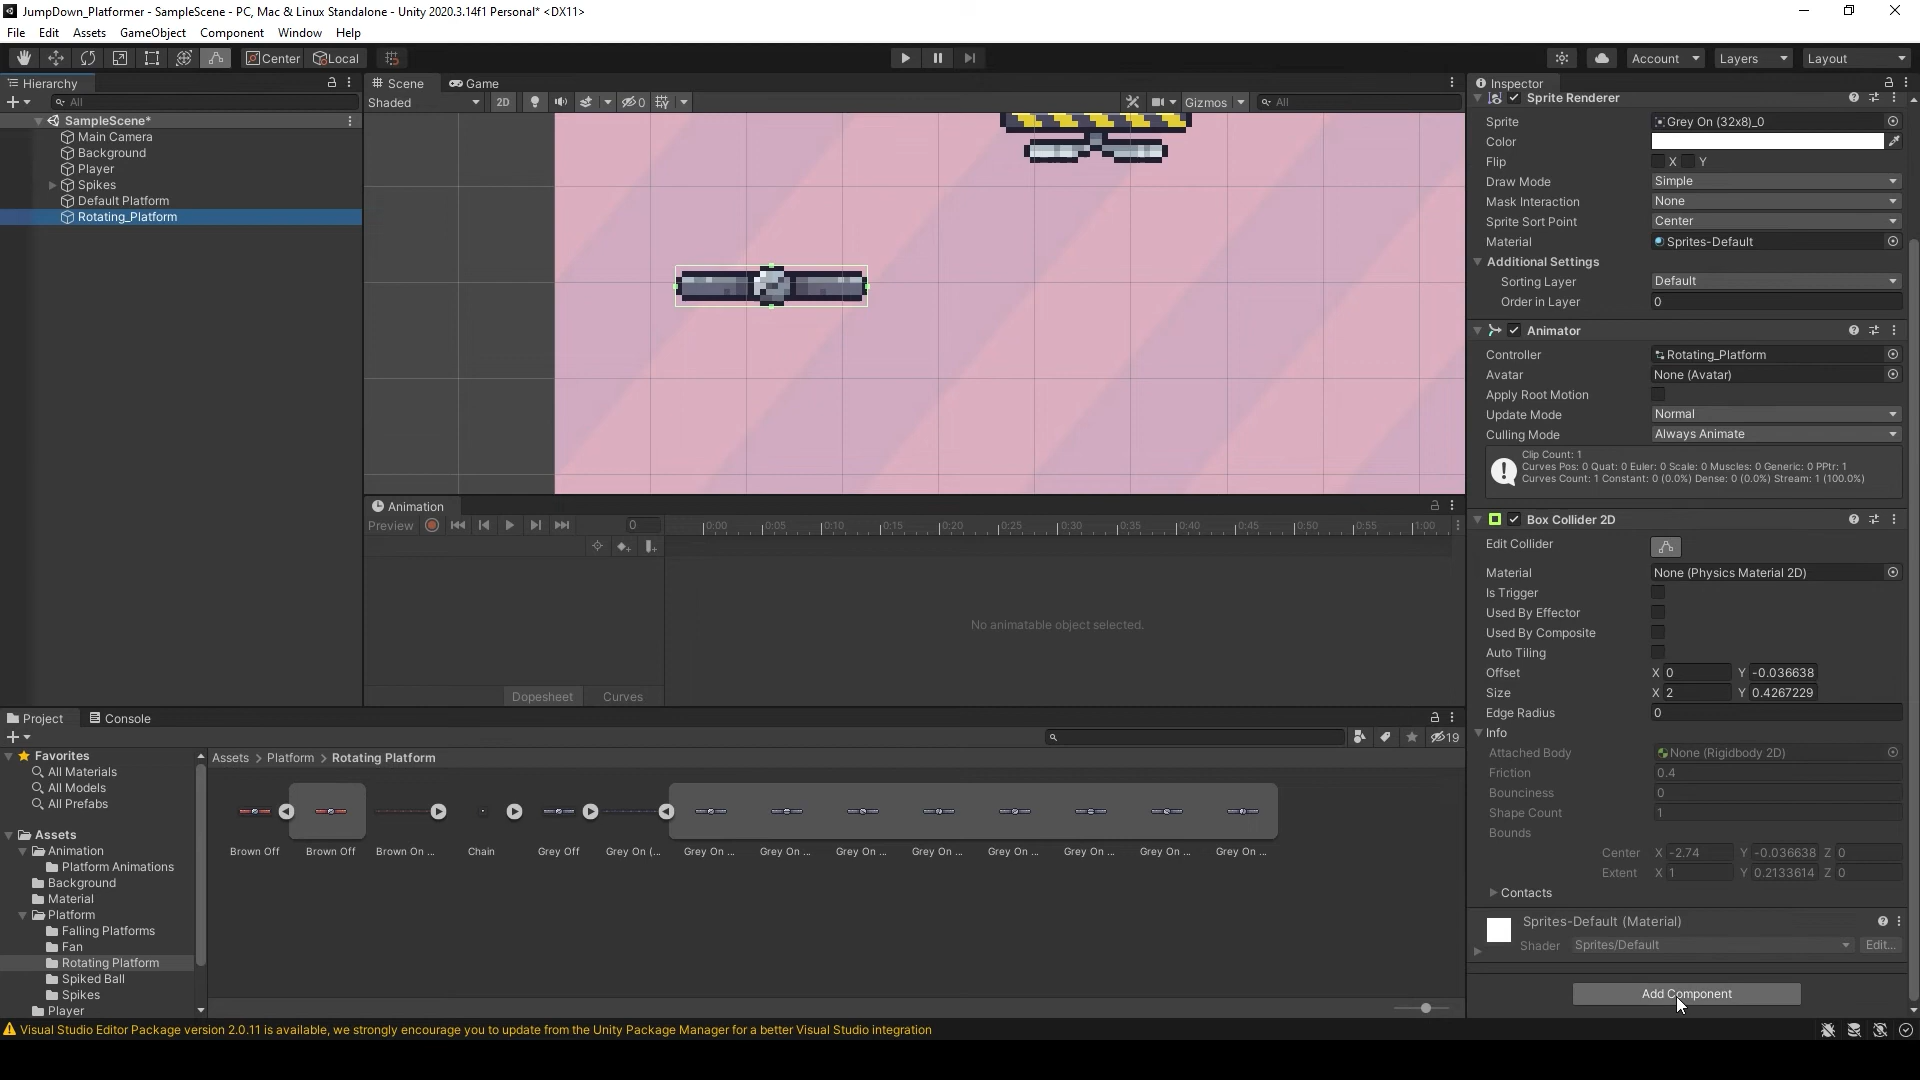 JumpDown_Platformer - SampleScene - PC, Mac & Linux Standalone - Unity 2020.3.14f1 Personal* <DX11>
File Edit Assets GameObject Component Window Help
Center Local Account Layers Layout
Hierarchy
All
SampleScene*
Main Camera
Background
Player
Spikes
Default Platform
Rotating_Platform
Scene Game
Shaded 2D 0 Gizmos All
Animation
Preview 0 0:00 0:05 0:10 0:15 0:20 0:25 0:30 0:35 0:40 0:45 0:50 0:55 1:00
No animatable object selected.
Dopesheet Curves
Inspector
Sprite Renderer
Sprite Grey On (32x8)_0
Color
Flip X Y
Draw Mode Simple
Mask Interaction None
Sprite Sort Point Center
Material Sprites-Default
Additional Settings
Sorting Layer Default
Order in Layer 0
Animator
Controller Rotating_Platform
Avatar None (Avatar)
Apply Root Motion
Update Mode Normal
Culling Mode Always Animate
Clip Count: 1
Curves Pos: 0 Quat: 0 Euler: 0 Scale: 0 Muscles: 0 Generic: 0 PPtr: 1
Curves Count: 1 Constant: 0 (0.0%) Dense: 0 (0.0%) Stream: 1 (100.0%)
Box Collider 2D
Edit Collider
Material None (Physics Material 2D)
Is Trigger
Used By Effector
Used By Composite
Auto Tiling
Offset X 0 Y -0.036638
Size X 2 Y 0.4267229
Edge Radius 0
Info
Attached Body None (Rigidbody 2D)
Friction 0.4
Bounciness 0
Shape Count 1
Bounds
Center X -2.74 Y -0.036638 Z 0
Extent X 1 Y 0.2133614 Z 0
Contacts
Sprites-Default (Material)
Shader Sprites/Default Edit...
Add Component
Project Console
19
Favorites
All Materials
All Models
All Prefabs
Assets
Animation
Platform Animations
Background
Material
Platform
Falling Platforms
Fan
Rotating Platform
Spiked Ball
Spikes
Player
Assets > Platform > Rotating Platform
Brown Off Brown Off Brown On ... Chain Grey Off Grey On (... Grey On ... Grey On ... Grey On ... Grey On ... Grey On ... Grey On ... Grey On ... Grey On ...
Visual Studio Editor Package version 2.0.11 is available, we strongly encourage you to update from the Unity Package Manager for a better Visual Studio integration